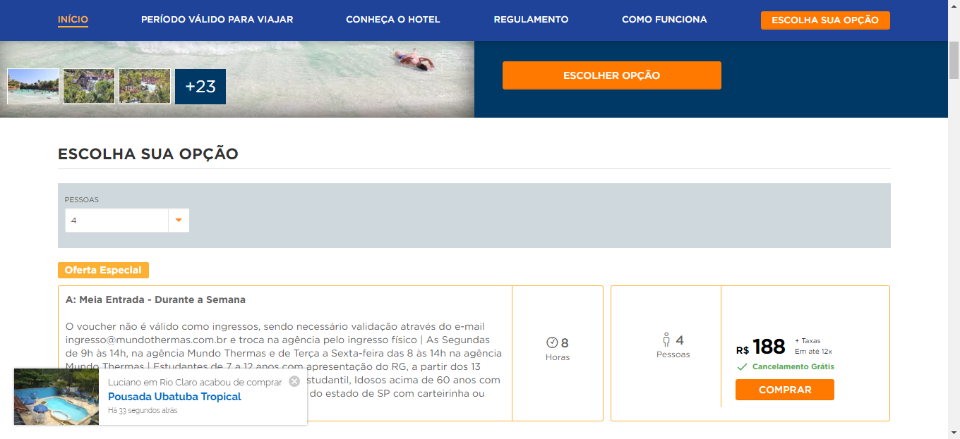 INÍCIO
PERÍODO VÁLIDO PARA VIAJAR
CONHEÇA O HOTEL
REGULAMENTO
COMO FUNCIONA
ESCOLHA SUA OPÇÃO
+23
ESCOLHER OPÇÃO
ESCOLHA SUA OPÇÃO
PESSOAS
4
Oferta Especial
A: Meia Entrada - Durante a Semana
O voucher não é válido como ingressos, sendo necessário validação através do e-mail
ingresso@mundothermas.com.br e troca na agência pelo ingresso físico | As Segundas
de 9h às 14h, na agência Mundo Thermas e de Terça a Sexta-feira das 8 às 14h na agência
Mundo Thermas | Estudantes de 7 a 12 anos com apresentação do RG, a partir dos 13
studantil, Idosos acima de 60 anos com
do estado de SP com carteirinha ou
8
Horas
4
Pessoas
R$ 188
+ Taxas
Em até 12x
Cancelamento Grátis
COMPRAR
Luciano em Rio Claro acabou de comprar
Pousada Ubatuba Tropical
Há 33 segundos atrás